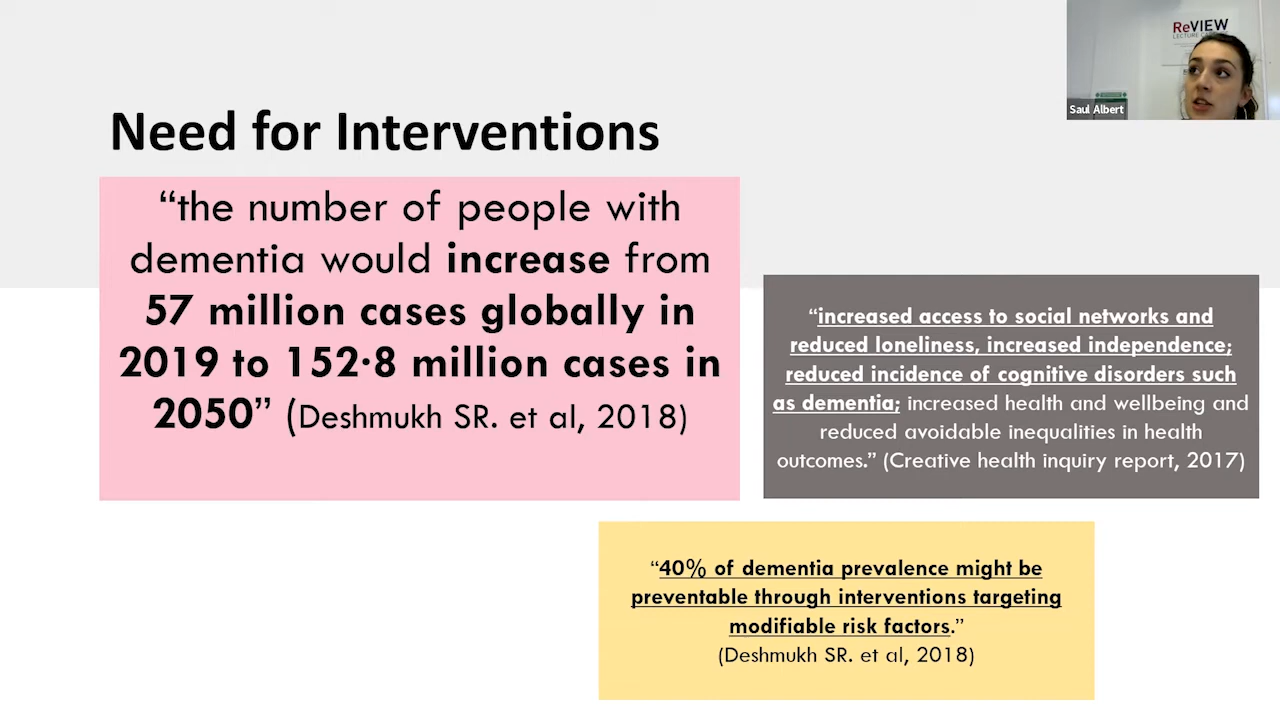 ReVIEW
Saul Albert
Need for Interventions
“the number of people with
dementia would increase from
57 million cases globally in
2019 to 152·8 million cases in
2050” (Deshmukh SR. et al, 2018)
“increased access to social networks and
reduced loneliness, increased independence;
reduced incidence of cognitive disorders such
as dementia; increased health and wellbeing and
reduced avoidable inequalities in health
outcomes.” (Creative health inquiry report, 2017)
“40% of dementia prevalence might be
preventable through interventions targeting
modifiable risk factors.”
(Deshmukh SR. et al, 2018)